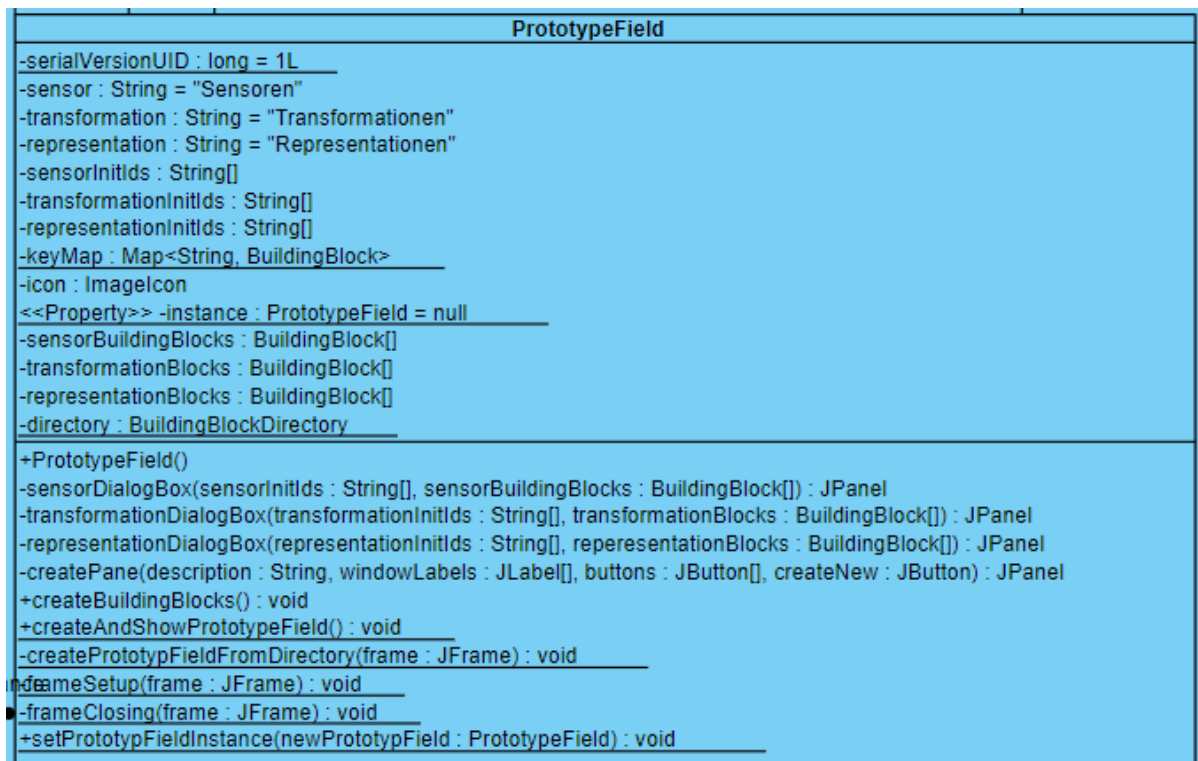 PrototypeField
-serialVersionUID : long = 1L
-sensor : String = "Sensoren"
-transformation : String = "Transformationen"
-representation : String = "Representationen"
-sensorInitIds : String[]
-transformationInitIds : String[]
-representationInitIds : String[]
-keyMap : Map<String, BuildingBlock>
-icon : ImageIcon
<<Property>> -instance : PrototypeField = null
-sensorBuildingBlocks : BuildingBlock[]
-transformationBlocks : BuildingBlock[]
-representationBlocks : BuildingBlock[]
-directory : BuildingBlockDirectory
+PrototypeField()
-sensorDialogBox(sensorInitIds : String[], sensorBuildingBlocks : BuildingBlock[]) : JPanel
-transformationDialogBox(transformationInitIds : String[], transformationBlocks : BuildingBlock[]) : JPanel
-representationDialogBox(representationInitIds : String[], reperesentationBlocks : BuildingBlock[]) : JPanel
-createPane(description : String, windowLabels : JLabel[], buttons : JButton[], createNew : JButton) : JPanel
+createBuildingBlocks() : void
+createAndShowPrototypeField() : void
-createPrototypFieldFromDirectory(frame : JFrame) : void
-frameSetup(frame : JFrame) : void
-frameClosing(frame : JFrame) : void
+setPrototypFieldInstance(newPrototypField : PrototypeField) : void